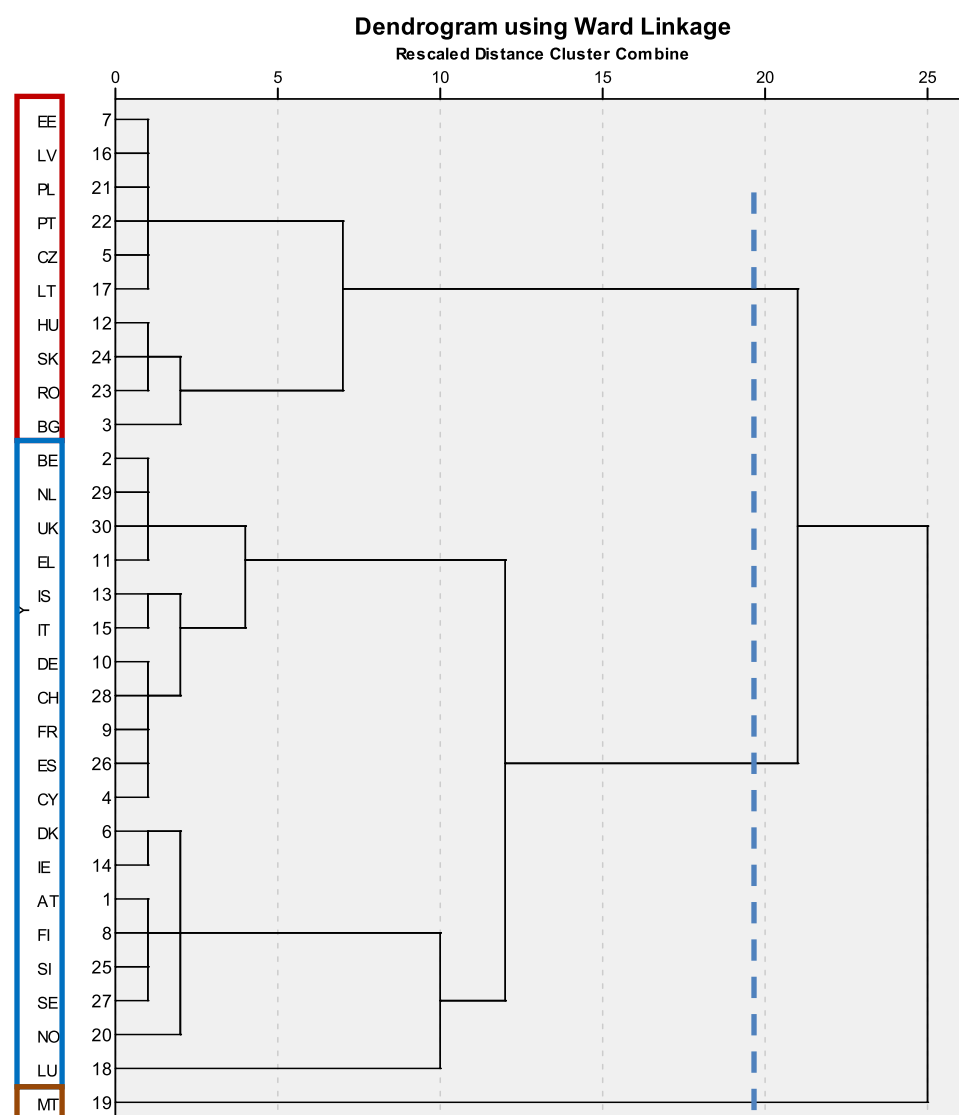 Dendrogram using Ward Linkage
Rescaled Distance Cluster Combine
0 5 10 15 20 25
EE 7
LV 16
PL 21
PT 22
CZ 5
LT 17
HU 12
SK 24
RO 23
BG 3
BE 2
NL 29
UK 30
EL 11
IS 13
Y
IT 15
DE 10
CH 28
FR 9
ES 26
CY 4
DK 6
IE 14
AT 1
FI 8
SI 25
SE 27
NO 20
LU 18
MT 19